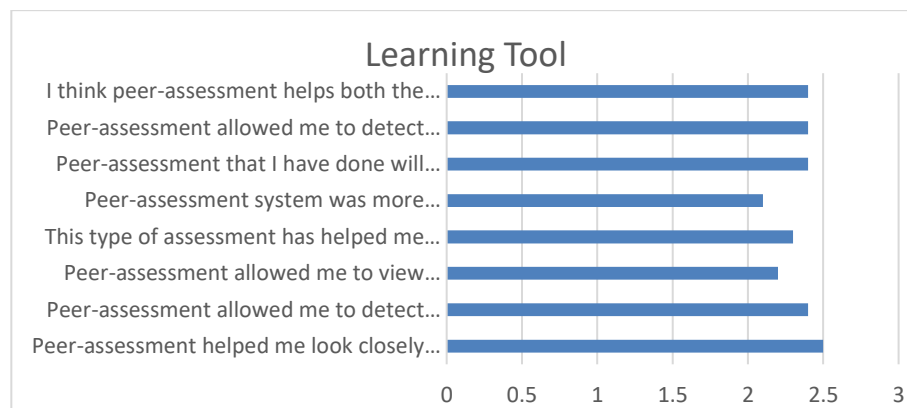 Learning Tool
I think peer-assessment helps both the...
Peer-assessment allowed me to detect...
Peer-assessment that I have done will...
Peer-assessment system was more...
This type of assessment has helped me...
Peer-assessment allowed me to view...
Peer-assessment allowed me to detect...
Peer-assessment helped me look closely...
0 0.5 1 1.5 2 2.5 3